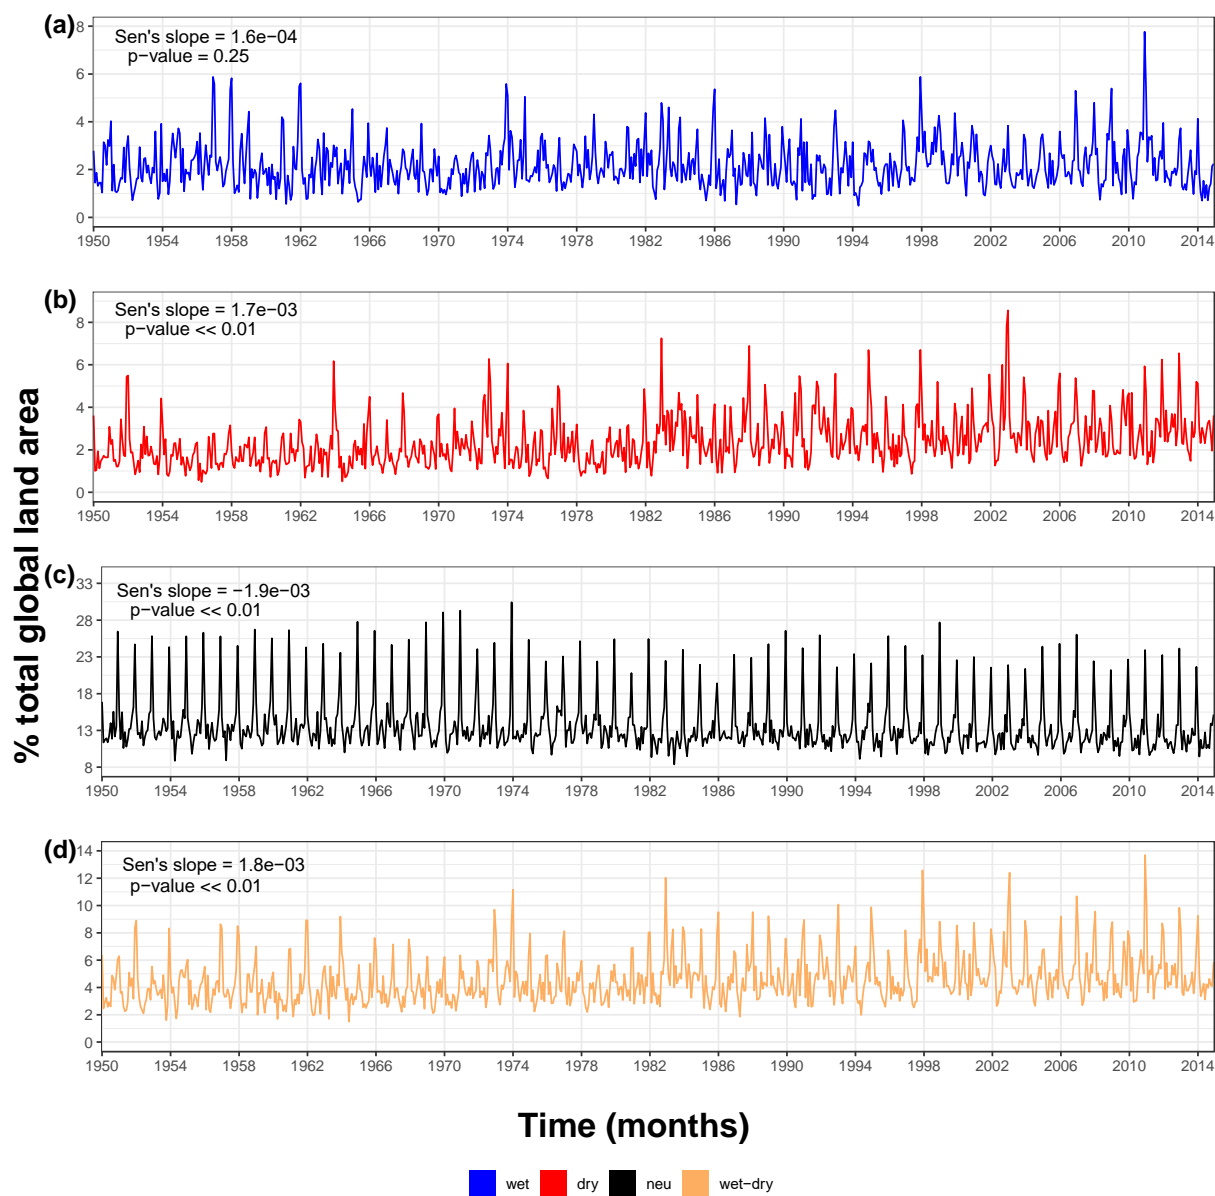 (a)
Sen's slope = 1.6e−04
p−value = 0.25
8
6
4
2
0
1950 1954 1958 1962 1966 1970 1974 1978 1982 1986 1990 1994 1998 2002 2006 2010 2014
(b)
Sen's slope = 1.7e−03
p−value << 0.01
8
6
4
2
0
1950 1954 1958 1962 1966 1970 1974 1978 1982 1986 1990 1994 1998 2002 2006 2010 2014
% total global land area
(c)
Sen's slope = −1.9e−03
p−value << 0.01
33
28
23
18
13
8
1950 1954 1958 1962 1966 1970 1974 1978 1982 1986 1990 1994 1998 2002 2006 2010 2014
(d)
Sen's slope = 1.8e−03
p−value << 0.01
14
12
10
8
6
4
2
0
1950 1954 1958 1962 1966 1970 1974 1978 1982 1986 1990 1994 1998 2002 2006 2010 2014
Time (months)
wet dry neu wet−dry